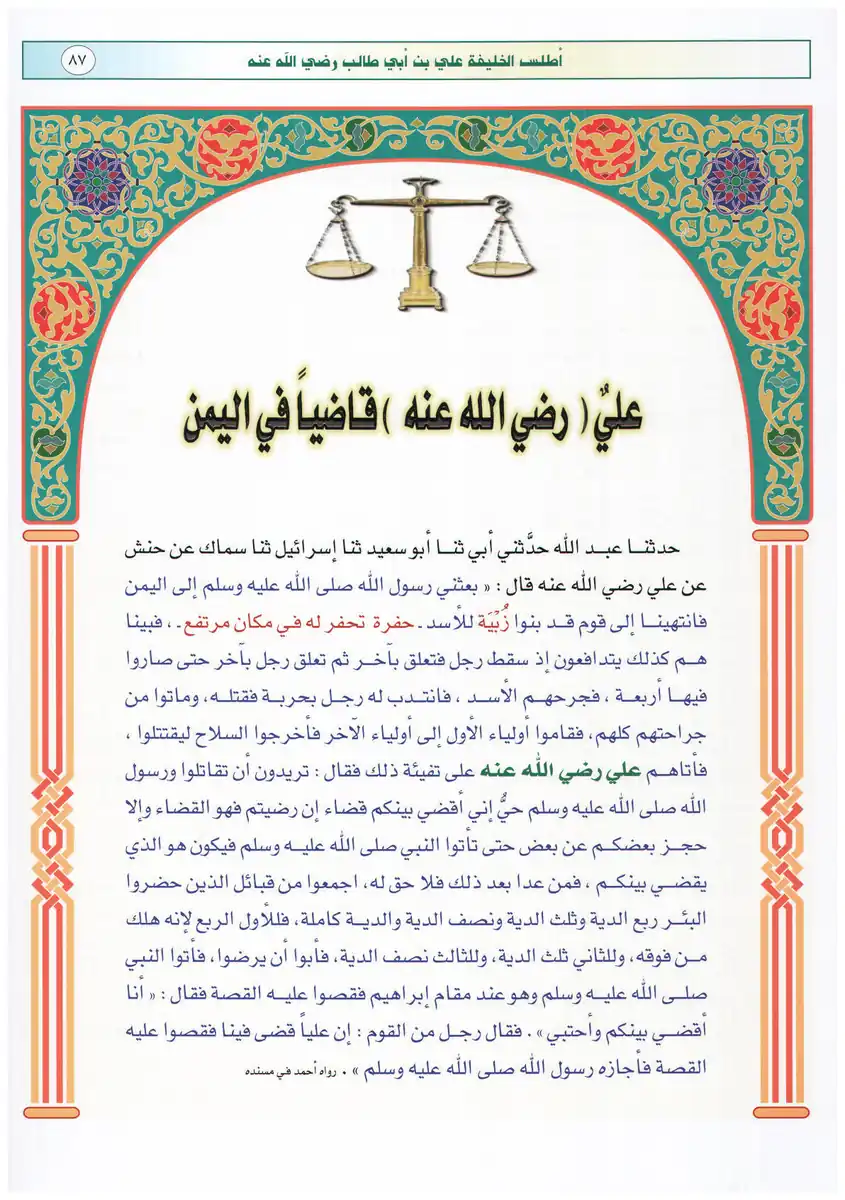 أطلس الخليفة علي بن أبي طالب رضي الله عنه
٨٧
عليٌ ( رضي الله عنه ) قاضياً في اليمن
حدثنا عبد الله حدَّثني أبي ثنا أبو سعيد ثنا إسرائيل ثنا سماك عن حنش
عن علي رضي الله عنه قال : « بعثني رسول الله صلى الله عليه وسلم إلى اليمن
فانتهينا إلى قوم قد بنوا زُبْيَة للأسد ـ حفرة تحفر له في مكان مرتفع ـ ، فبينا
هم كذلك يتدافعون إذ سقط رجل فتعلق بآخر ثم تعلق رجل بآخر حتى صاروا
فيها أربعة ، فجرحهم الأسد ، فانتدب له رجل بحربة فقتله، وماتوا من
جراحتهم كلهم، فقاموا أولياء الأول إلى أولياء الآخر فأخرجوا السلاح ليقتتلوا ،
فأتاهم علي رضي الله عنه على تفيئة ذلك فقال : تريدون أن تقاتلوا ورسول
الله صلى الله عليه وسلم حيُّ إني أقضي بينكم قضاء إن رضيتم فهو القضاء وإلا
حجز بعضكم عن بعض حتى تأتوا النبي صلى الله عليه وسلم فيكون هو الذي
يقضي بينكم ، فمن عدا بعد ذلك فلا حق له، اجمعوا من قبائل الذين حضروا
البئر ربع الدية وثلث الدية ونصف الدية والدية كاملة، فللأول الربع لإنه هلك
من فوقه، وللثاني ثلث الدية، وللثالث نصف الدية، فأبوا أن يرضوا، فأتوا النبي
صلى الله عليه وسلم وهو عند مقام إبراهيم فقصوا عليه القصة فقال : « أنا
أقضي بينكم وأحتبي» . فقال رجل من القوم : إن علياً قضى فينا فقصوا عليه
القصة فأجازه رسول الله صلى الله عليه وسلم » . رواه أحمد في مسنده